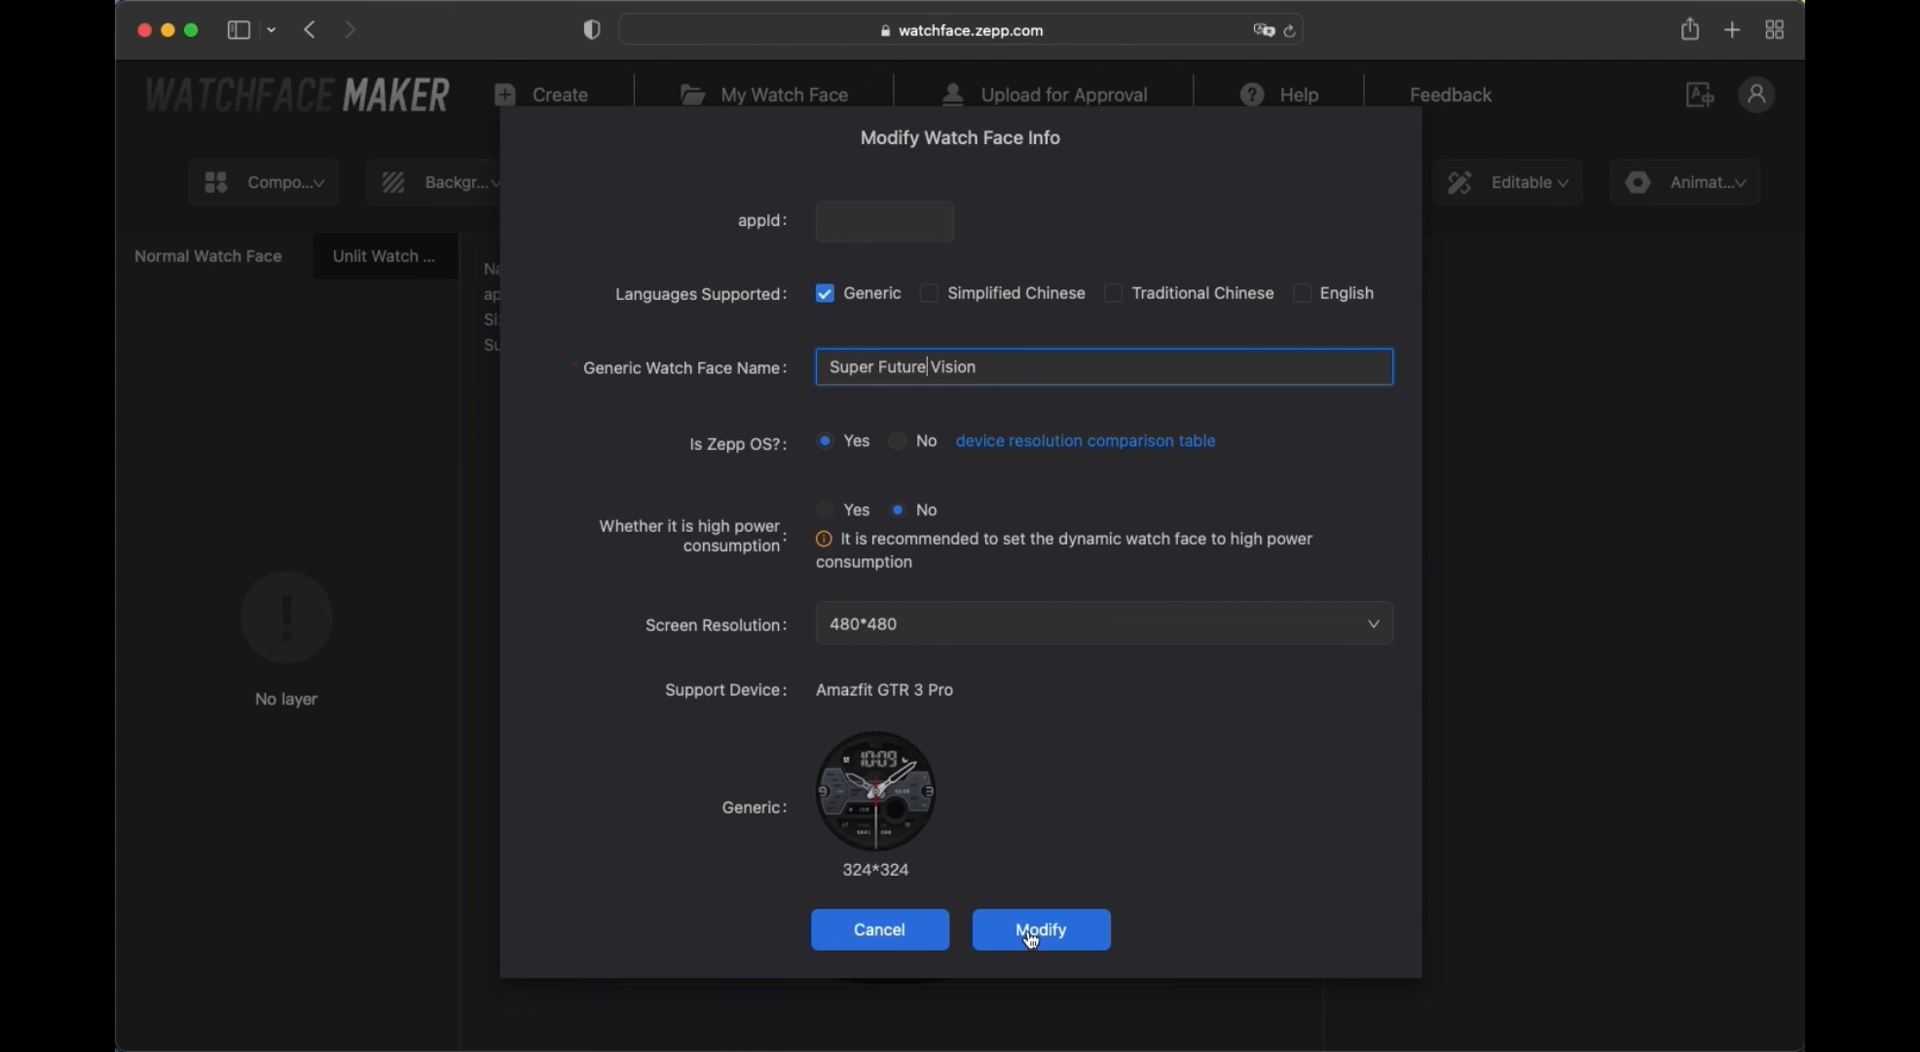 watchface.zepp.com
WATCHFACE MAKER
Create
My Watch Face
Upload for Approval
Help
Feedback
Modify Watch Face Info
Compo...
Backgr...
Editable
Animat...
Normal Watch Face
Unlit Watch ...
appId:
Languages Supported: Generic Simplified Chinese Traditional Chinese English
* Generic Watch Face Name: Super Future Vision
Is Zepp OS?: Yes No device resolution comparison table
Yes No
Whether it is high power
consumption:
It is recommended to set the dynamic watch face to high power
consumption
Screen Resolution: 480*480
No layer
Support Device: Amazfit GTR 3 Pro
10:09
9
3
Generic:
324*324
Cancel
Modify